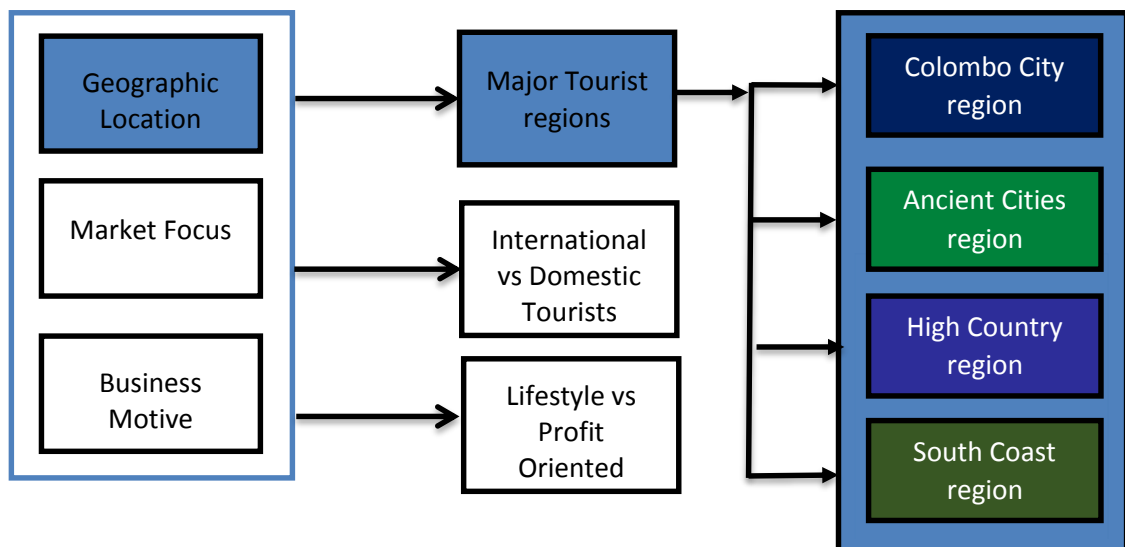 Geographic
Location
Market Focus
Business
Motive
Major Tourist
regions
International
vs Domestic
Tourists
Lifestyle vs
Profit
Oriented
Colombo City
region
Ancient Cities
region
High Country
region
South Coast
region